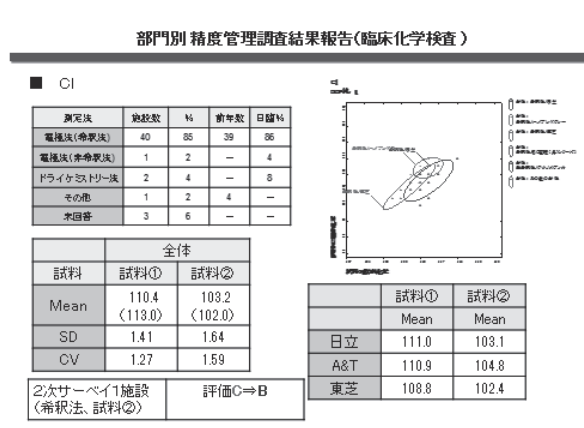 部門別 精度管理調査結果報告(臨床化学検査)
■ Cl
測定法 施設数 % 前年数 日臨%
電極法(希釈法) 40 85 39 86
電極法(非希釈法) 1 2 − 4
ドライケミストリー法 2 4 − 8
その他 1 2 4 −
未回答 3 6 − −
全体
試料 試料① 試料②
Mean 110.4 103.2
(113.0) (102.0)
SD 1.41 1.64
CV 1.27 1.59
2次サーベイ1施設 評価C⇒B
(希釈法、試料②)
試料① 試料②
Mean Mean
日立 111.0 103.1
A&T 110.9 104.8
東芝 108.8 102.4